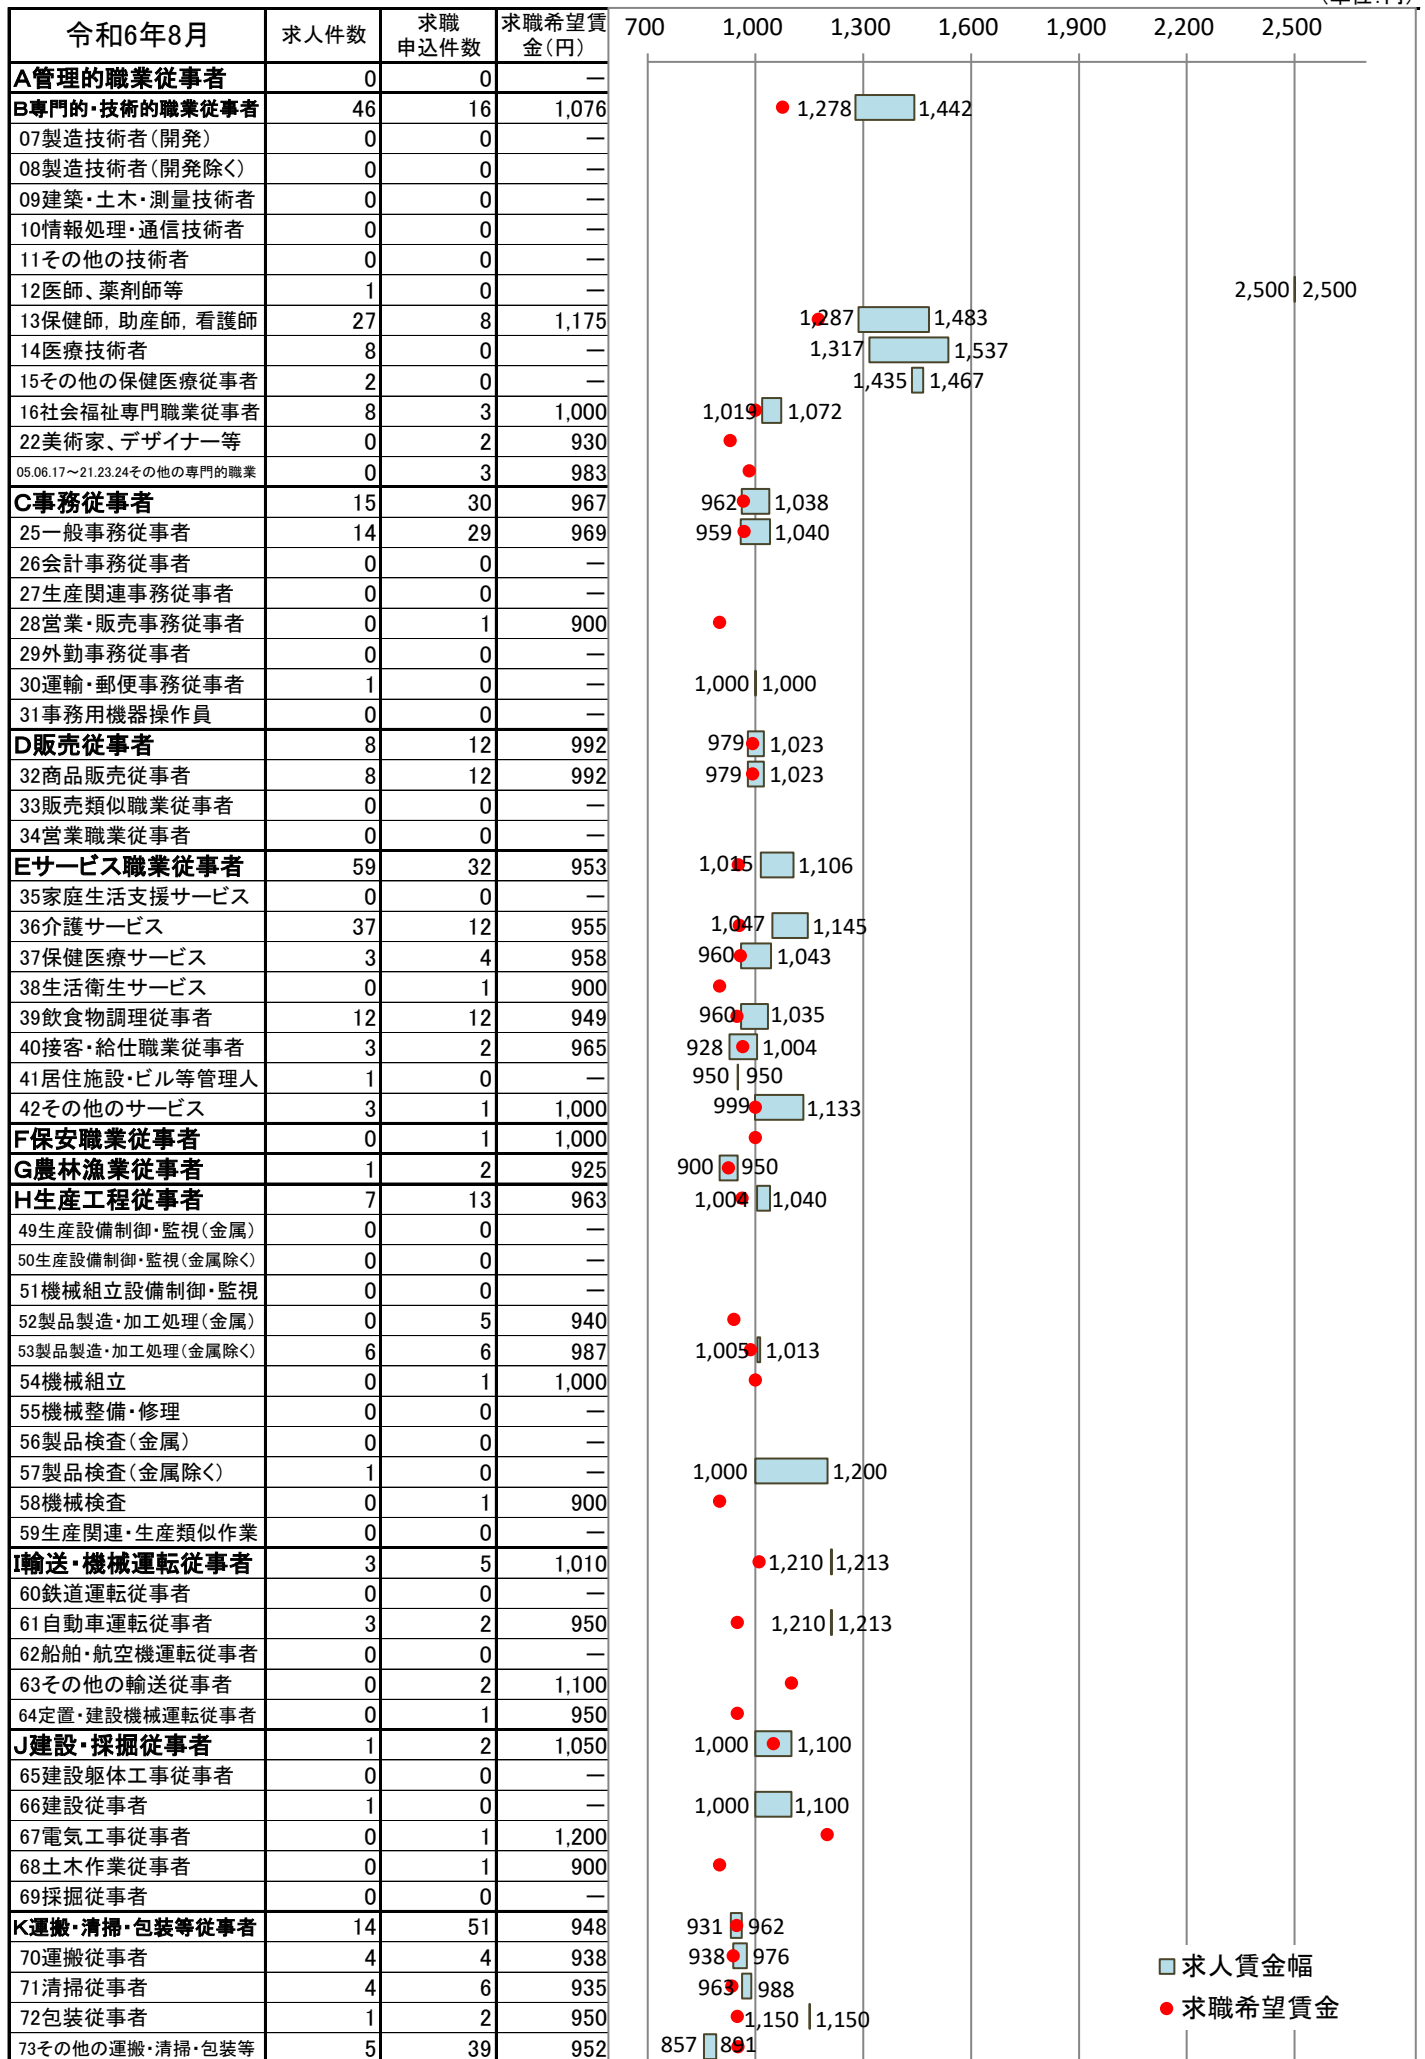 (単位:円)
令和6年8月 求人件数 求職申込件数 求職希望賃金(円) 700 1,000 1,300 1,600 1,900 2,200 2,500
A管理的職業従事者 0 0 ―
B専門的・技術的職業従事者 46 16 1,076 1,278 1,442
07製造技術者(開発) 0 0 ―
08製造技術者(開発除く) 0 0 ―
09建築・土木・測量技術者 0 0 ―
10情報処理・通信技術者 0 0 ―
11その他の技術者 0 0 ―
12医師、薬剤師等 1 0 ― 2,500 2,500
13保健師，助産師，看護師 27 8 1,175 1,287 1,483
14医療技術者 8 0 ― 1,317 1,537
15その他の保健医療従事者 2 0 ― 1,435 1,467
16社会福祉専門職業従事者 8 3 1,000 1,019 1,072
22美術家、デザイナー等 0 2 930
05.06.17～21.23.24その他の専門的職業 0 3 983
C事務従事者 15 30 967 962 1,038
25一般事務従事者 14 29 969 959 1,040
26会計事務従事者 0 0 ―
27生産関連事務従事者 0 0 ―
28営業・販売事務従事者 0 1 900
29外勤事務従事者 0 0 ―
30運輸・郵便事務従事者 1 0 ― 1,000 1,000
31事務用機器操作員 0 0 ―
D販売従事者 8 12 992 979 1,023
32商品販売従事者 8 12 992 979 1,023
33販売類似職業従事者 0 0 ―
34営業職業従事者 0 0 ―
Eサービス職業従事者 59 32 953 1,015 1,106
35家庭生活支援サービス 0 0 ―
36介護サービス 37 12 955 1,047 1,145
37保健医療サービス 3 4 958 960 1,043
38生活衛生サービス 0 1 900
39飲食物調理従事者 12 12 949 960 1,035
40接客・給仕職業従事者 3 2 965 928 1,004
41居住施設・ビル等管理人 1 0 ― 950 950
42その他のサービス 3 1 1,000 999 1,133
F保安職業従事者 0 1 1,000
G農林漁業従事者 1 2 925 900 950
H生産工程従事者 7 13 963 1,004 1,040
49生産設備制御・監視(金属) 0 0 ―
50生産設備制御・監視(金属除く) 0 0 ―
51機械組立設備制御・監視 0 0 ―
52製品製造・加工処理(金属) 0 5 940
53製品製造・加工処理(金属除く) 6 6 987 1,005 1,013
54機械組立 0 1 1,000
55機械整備・修理 0 0 ―
56製品検査(金属) 0 0 ―
57製品検査(金属除く) 1 0 ― 1,000 1,200
58機械検査 0 1 900
59生産関連・生産類似作業 0 0 ―
I輸送・機械運転従事者 3 5 1,010 1,210 1,213
60鉄道運転従事者 0 0 ―
61自動車運転従事者 3 2 950 1,210 1,213
62船舶・航空機運転従事者 0 0 ―
63その他の輸送従事者 0 2 1,100
64定置・建設機械運転従事者 0 1 950
J建設・採掘従事者 1 2 1,050 1,000 1,100
65建設躯体工事従事者 0 0 ―
66建設従事者 1 0 ― 1,000 1,100
67電気工事従事者 0 1 1,200
68土木作業従事者 0 1 900
69採掘従事者 0 0 ―
K運搬・清掃・包装等従事者 14 51 948 931 962
70運搬従事者 4 4 938 938 976
71清掃従事者 4 6 935 963 988
72包装従事者 1 2 950 1,150 1,150
73その他の運搬・清掃・包装等 5 39 952 857 891
求人賃金幅
求職希望賃金